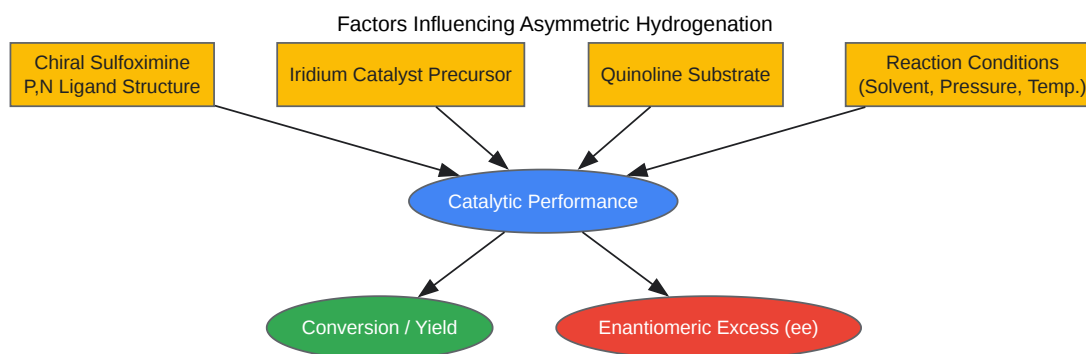 Factors Influencing Asymmetric Hydrogenation
Chiral Sulfoximine
P,N Ligand Structure
Iridium Catalyst Precursor
Quinoline Substrate
Reaction Conditions
(Solvent, Pressure, Temp.)
Catalytic Performance
Conversion / Yield
Enantiomeric Excess (ee)